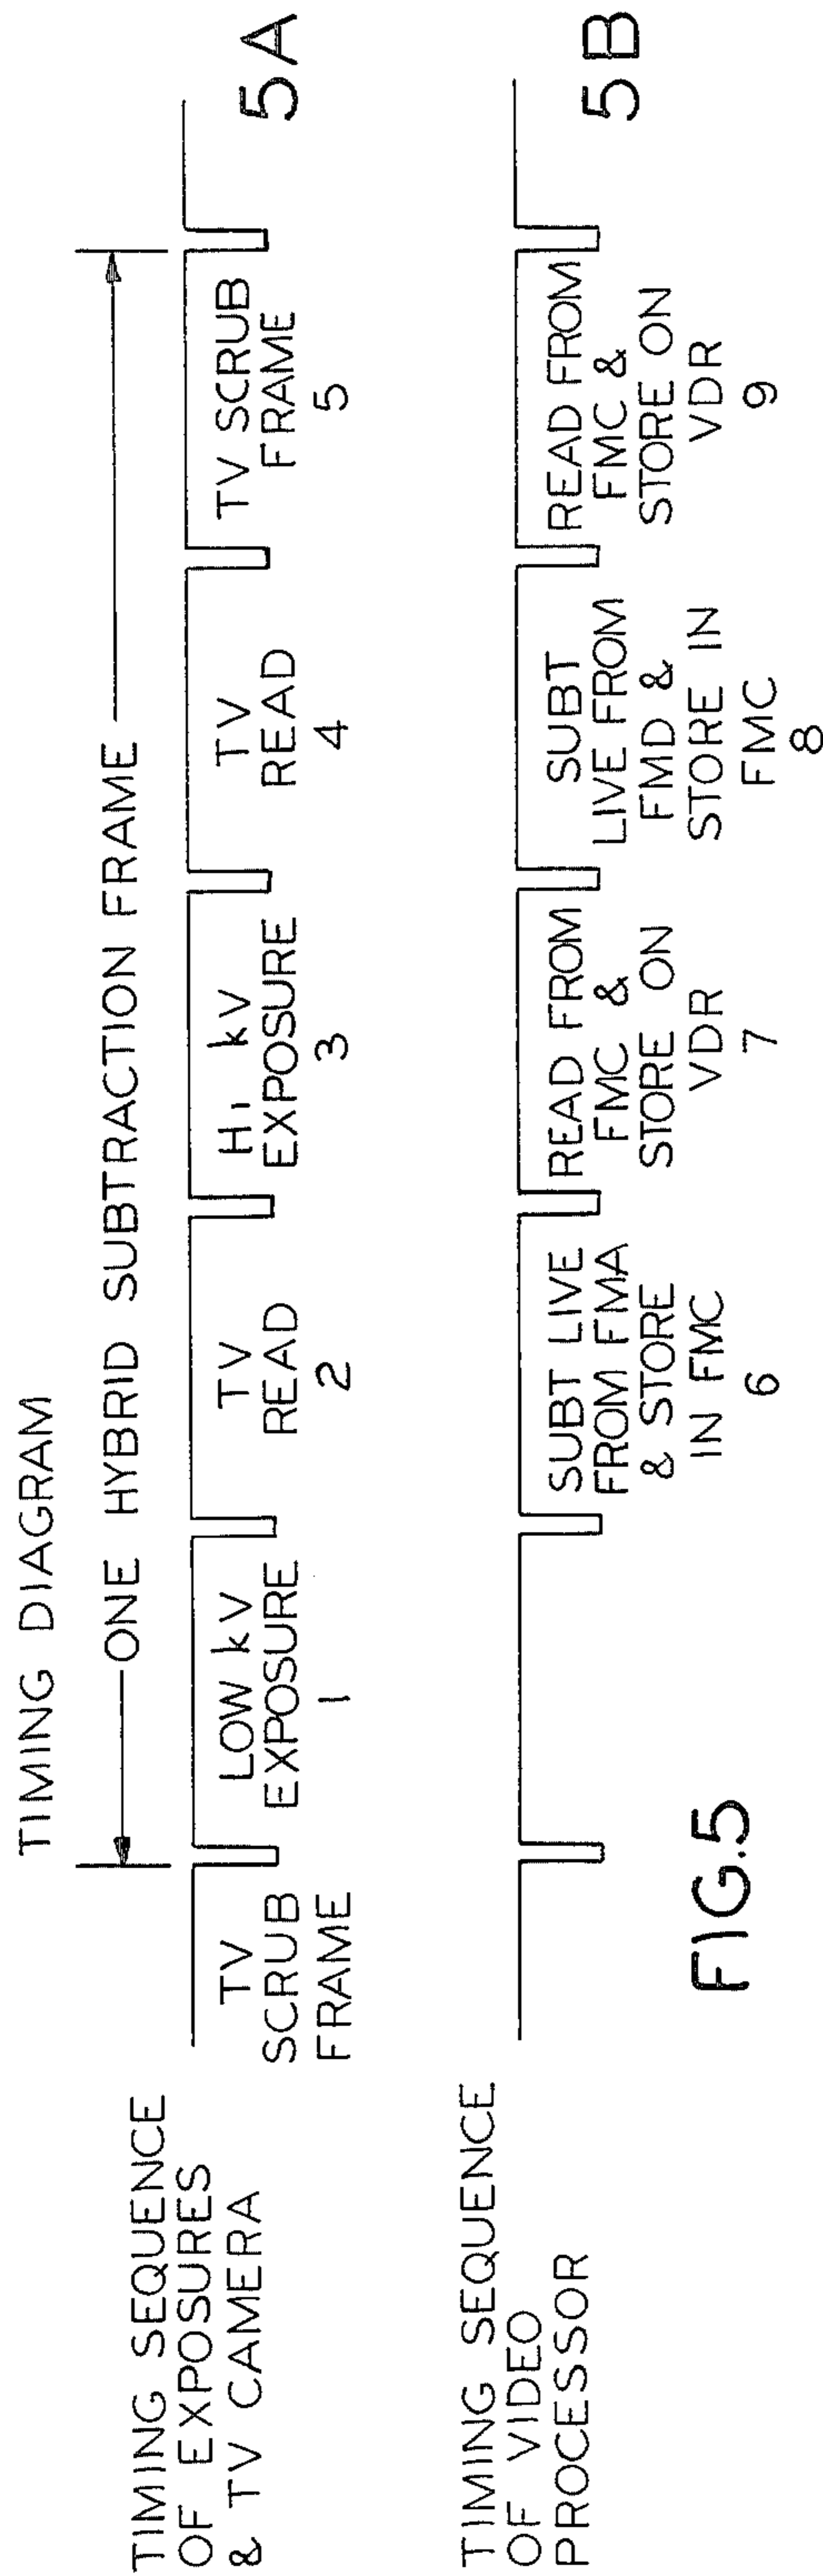 TIMING DIAGRAM
ONE HYBRID SUBTRACTION FRAME
TIMING SEQUENCE
OF EXPOSURES
& TV CAMERA
TV
SCRUB
FRAME
LOW kV
EXPOSURE
1
TV
READ
2
HI kV
EXPOSURE
3
TV
READ
4
TV SCRUB
FRAME
5
5A
TIMING SEQUENCE
OF VIDEO
PROCESSOR
SUBT LIVE
FROM FMA
& STORE
IN FMC
6
READ FROM
FMC &
STORE ON
VDR
7
SUBT
LIVE FROM
FMD &
STORE IN
FMC
8
READ FROM
FMC &
STORE ON
VDR
9
5B
FIG.5